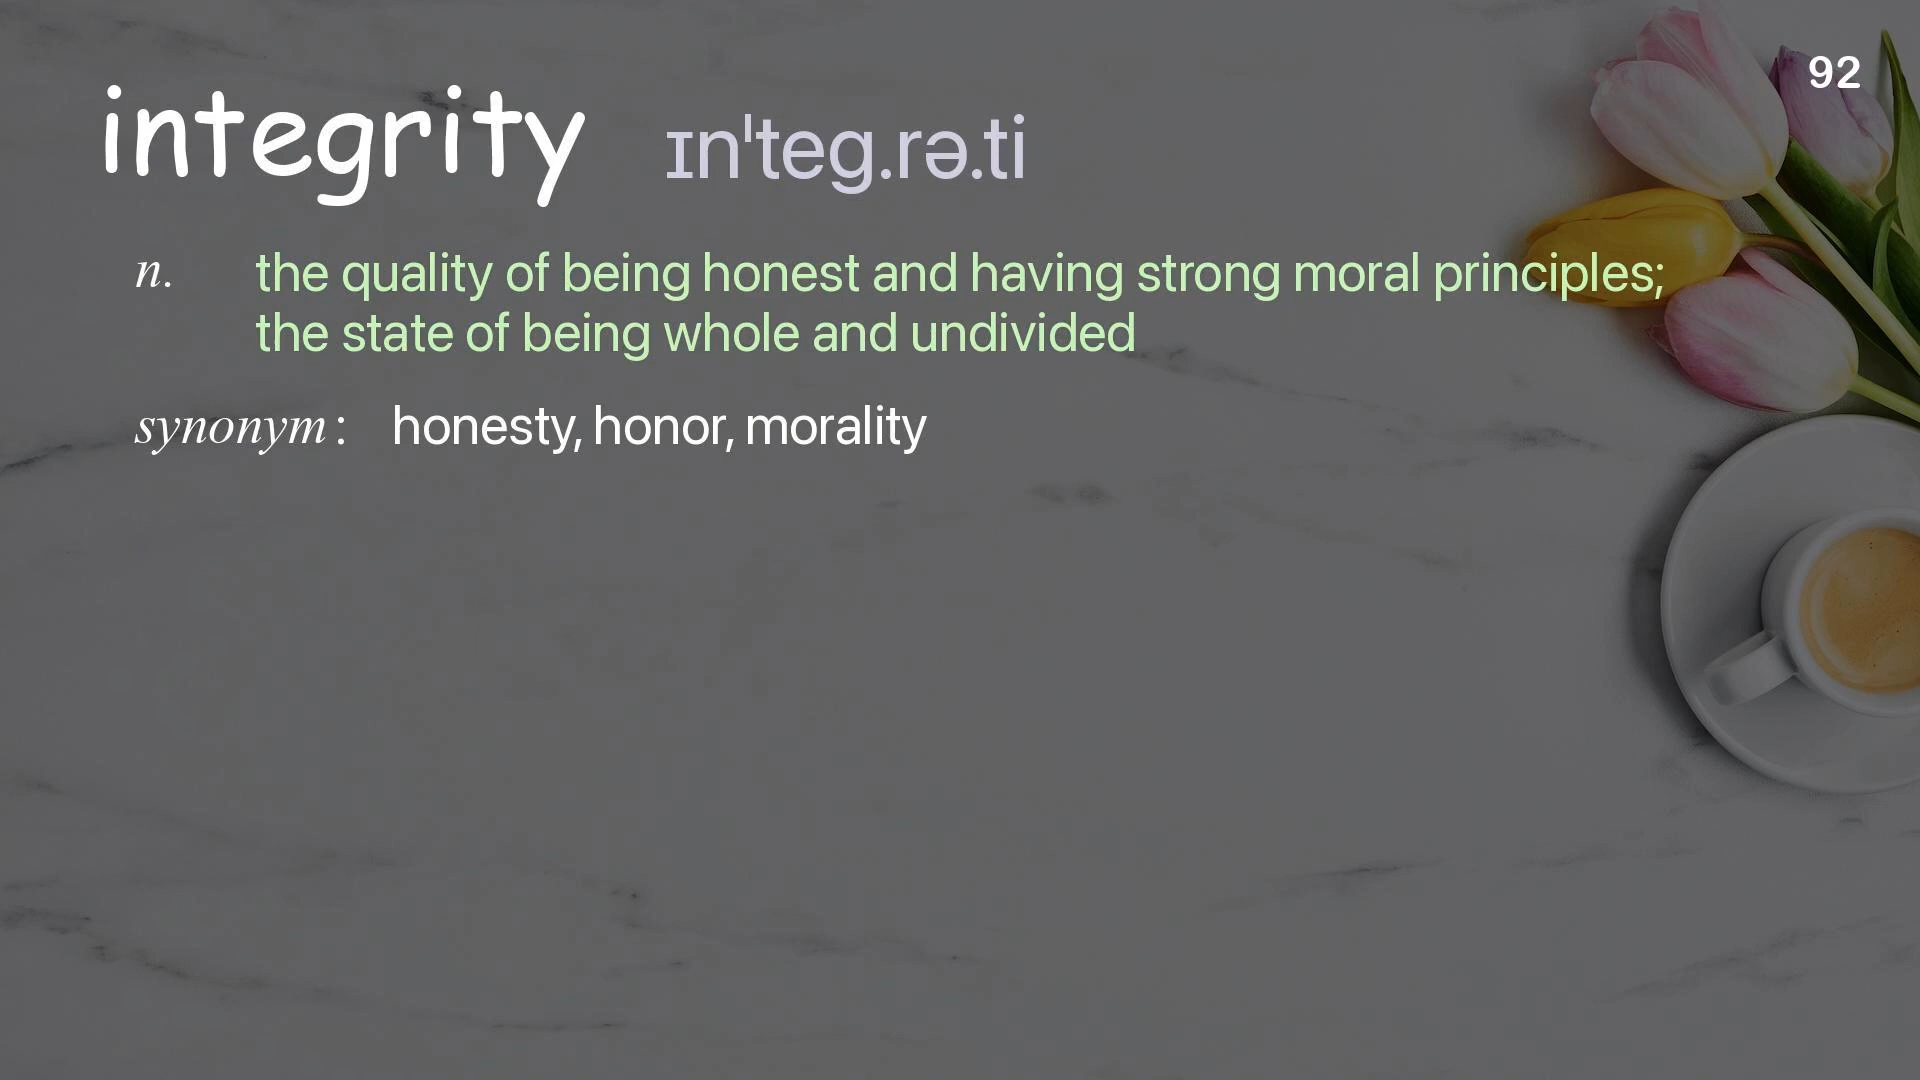 92
integrity ɪnˈteg.rə.ti
n. the quality of being honest and having strong moral principles;
the state of being whole and undivided
synonym: honesty, honor, morality